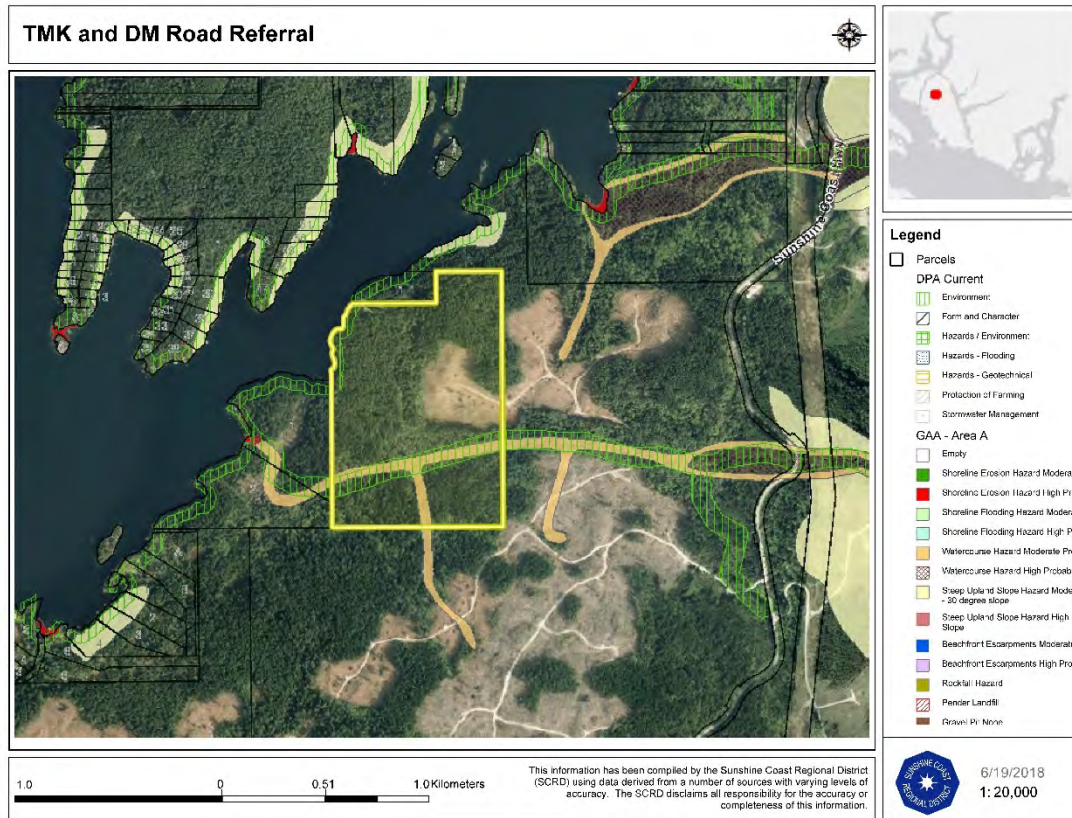 TMK and DM Road Referral
Sunshine Coast Hwy
Legend
Parcels
DPA Current
Environment
Form and Character
Hazards / Environment
Hazards - Flooding
Hazards - Geotechnical
Protection of Farming
Stormwater Management
GAA - Area A
Empty
Shoreline Erosion Hazard Modera
Shoreline Erosion Hazard High Pr
Shoreline Flooding Hazard Modera
Shoreline Flooding Hazard High P
Watercourse Hazard Moderate Pro
Watercourse Hazard High Probabi
Steep Upland Slope Hazard Mode
- 30 degree slope
Steep Upland Slope Hazard High
Slope
Beachfront Escarpments Moderat
Beachfront Escarpments High Pro
Rockfall Hazard
Pender Landfill
Gravel Pit None
1.0
0
0.51
1.0 Kilometers
This information has been compiled by the Sunshine Coast Regional District
(SCRD) using data derived from a number of sources with varying levels of
accuracy. The SCRD disclaims all responsibility for the accuracy or
completeness of this information.
SUNSHINE COAST
REGIONAL DISTRICT
6/19/2018
1: 20,000